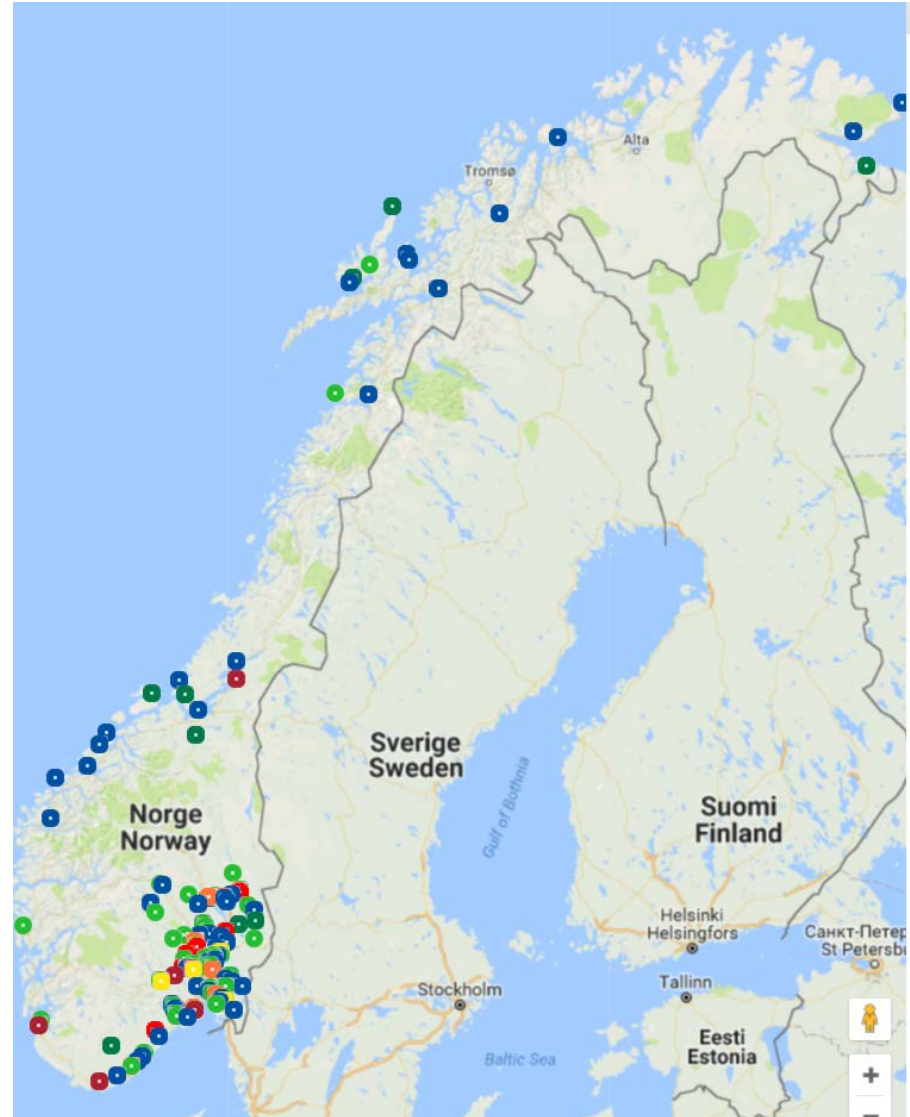 Alta
Tromsø
Sverige
Sweden
Gulf of Bothnia
Norge
Norway
Suomi
Finland
Helsinki
Helsingfors
Санкт-Петер
St Petersbu
Stockholm
Tallinn
Eesti
Estonia
Baltic Sea
+
−